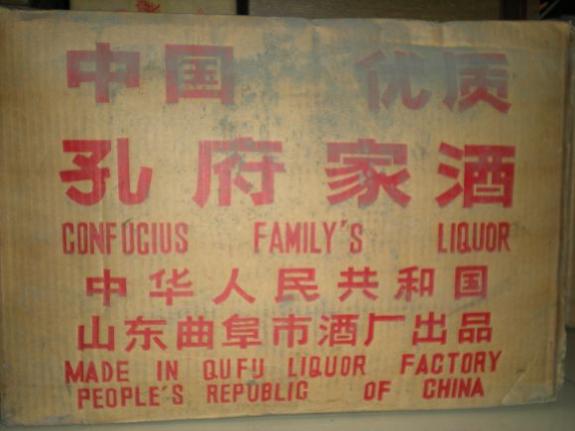 中国 优质
孔府家酒
CONFUCIUS FAMILY'S LIQUOR
中华人民共和国
山东曲阜市酒厂出品
MADE IN QUFU LIQUOR FACTORY
PEOPLE'S REPUBLIC OF CHINA